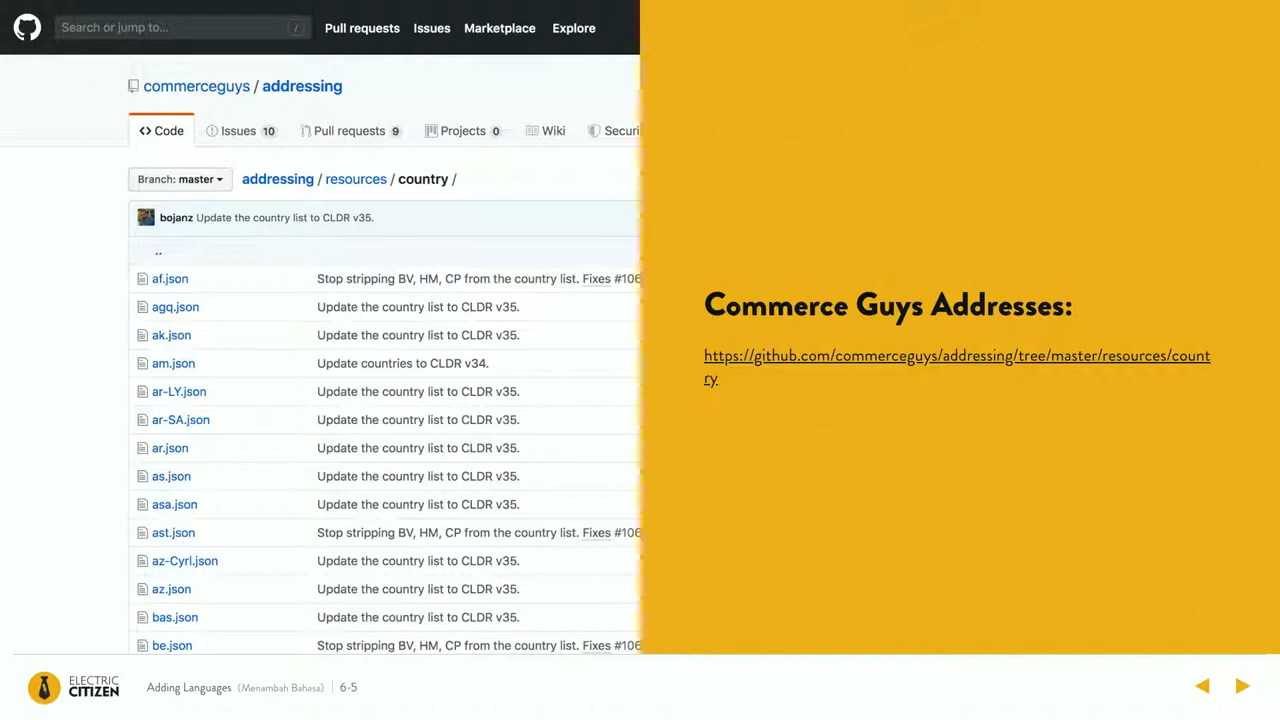 Search or jump to... /
Pull requests Issues Marketplace Explore
commerceguys / addressing
Code Issues 10 Pull requests 9 Projects 0 Wiki Securi
Branch: master addressing / resources / country /
bojanz Update the country list to CLDR v35.
..
af.json Stop stripping BV, HM, CP from the country list. Fixes #106
agq.json Update the country list to CLDR v35.
ak.json Update the country list to CLDR v35.
am.json Update countries to CLDR v34.
ar-LY.json Update the country list to CLDR v35.
ar-SA.json Update the country list to CLDR v35.
ar.json Update the country list to CLDR v35.
as.json Update the country list to CLDR v35.
asa.json Update the country list to CLDR v35.
ast.json Stop stripping BV, HM, CP from the country list. Fixes #106
az-Cyrl.json Update the country list to CLDR v35.
az.json Update the country list to CLDR v35.
bas.json Update the country list to CLDR v35.
be.json Stop stripping BV, HM, CP from the country list. Fixes #106
Commerce Guys Addresses:
https://github.com/commerceguys/addressing/tree/master/resources/count
ry
ELECTRIC
CITIZEN
Adding Languages (Menambah Bahasa) 6-5